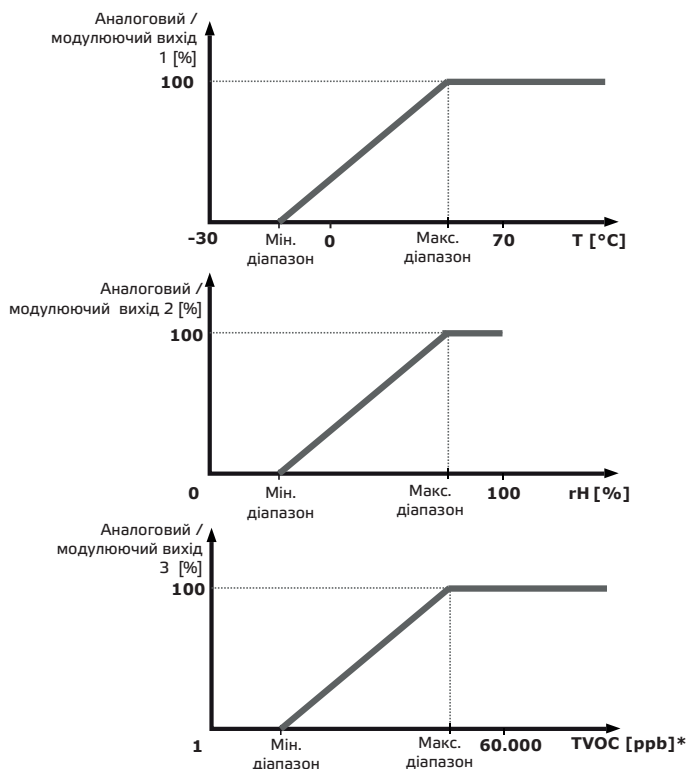 Аналоговий /
модулюючий вихід
1 [%]
100
-30
Мін.
діапазон
0
Макс.
діапазон
70
T [°C]
Аналоговий /
модулюючий вихід 2 [%]
100
0
Мін.
діапазон
Макс.
діапазон
100
rH [%]
Аналоговий /
модулюючий вихід
3 [%]
100
1
Мін.
діапазон
Макс.
діапазон
60.000
TVOC [ppb]*